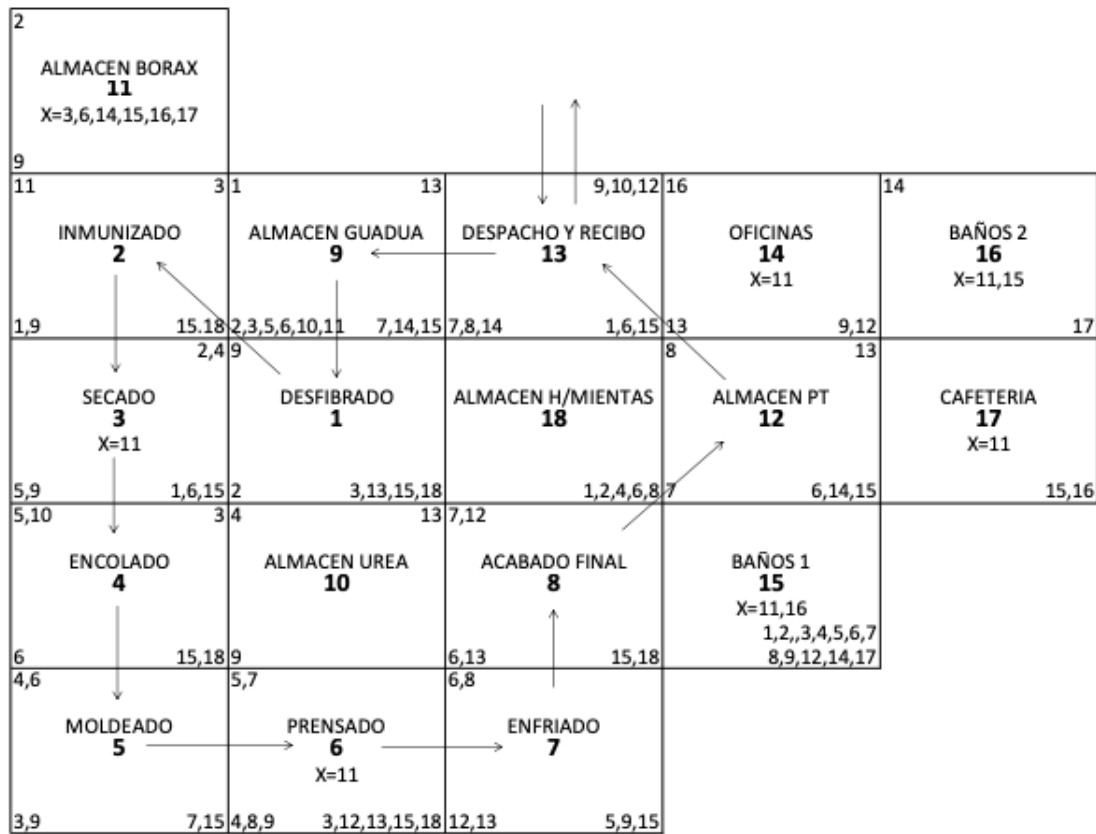 2
ALMACEN BORAX
11
X=3,6,14,15,16,17
9
11 3 1 13 9,10,12 16 14
INMUNIZADO ALMACEN GUADUA DESPACHO Y RECIBO OFICINAS BAÑOS 2
2 9 13 14 16
X=11 X=11,15
1,9 15.18 2,3,5,6,10,11 7,14,15 7,8,14 1,6,15 13 9,12 17
2,4 9 8 13
SECADO DESFIBRADO ALMACEN H/MIENTAS ALMACEN PT CAFETERIA
3 1 18 12 17
X=11 X=11
5,9 1,6,15 2 3,13,15,18 1,2,4,6,8 7 6,14,15 15,16
5,10 3 4 13 7,12
ENCOLADO ALMACEN UREA ACABADO FINAL BAÑOS 1
4 10 8 15
X=11,16
1,2,,3,4,5,6,7
6 15,18 9 6,13 15,18 8,9,12,14,17
4,6 5,7 6,8
MOLDEADO PRENSADO ENFRIADO
5 6 7
X=11
3,9 7,15 4,8,9 3,12,13,15,18 12,13 5,9,15